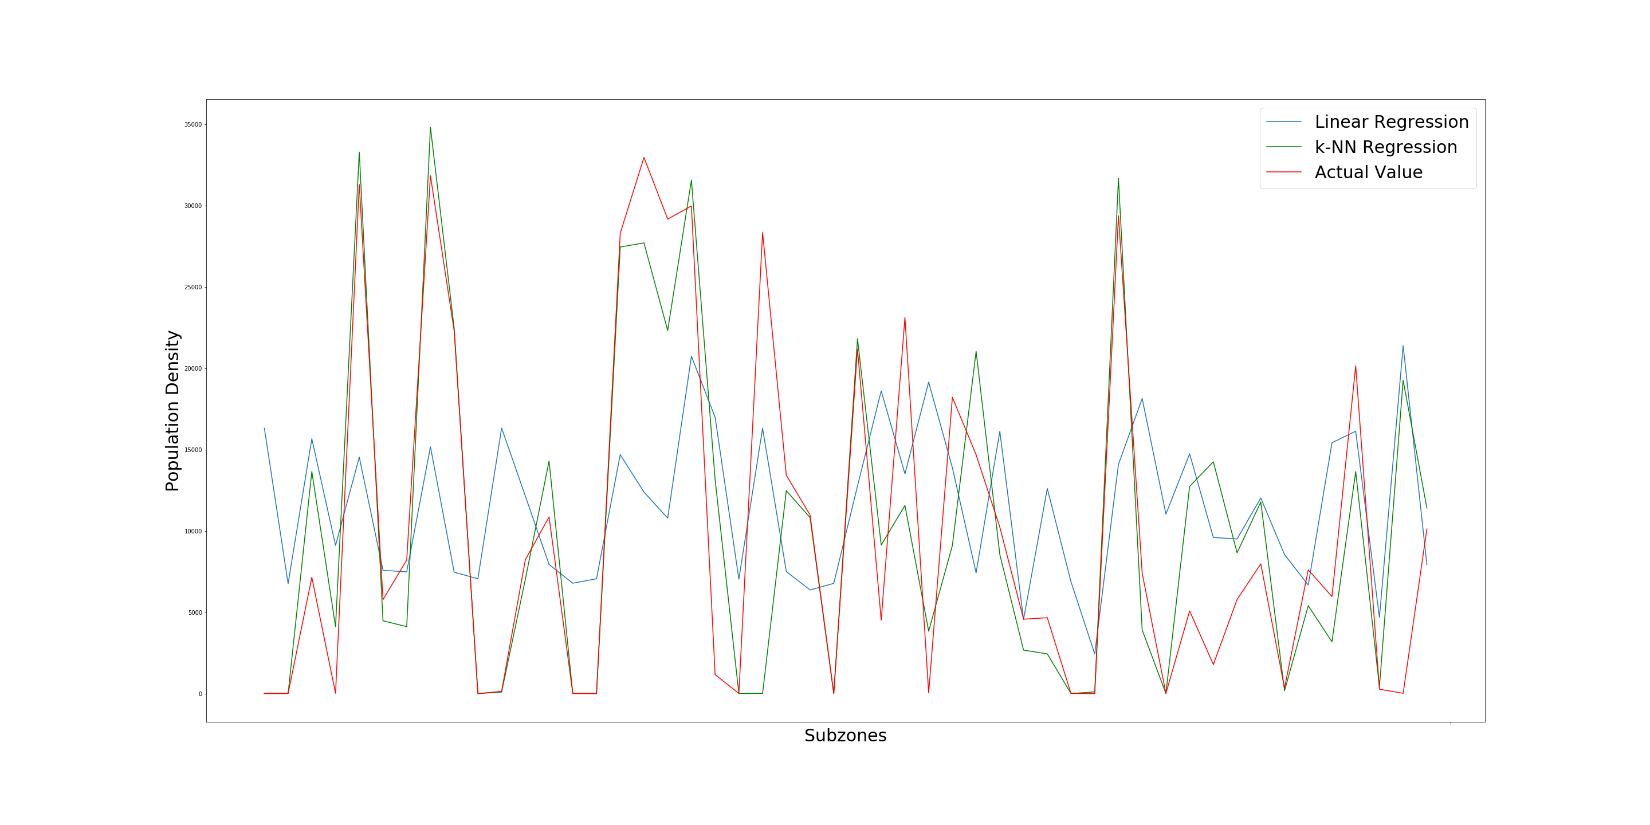 Linear Regression
k-NN Regression
Actual Value
35000
30000
25000
20000
15000
10000
5000
0
Population Density
Subzones